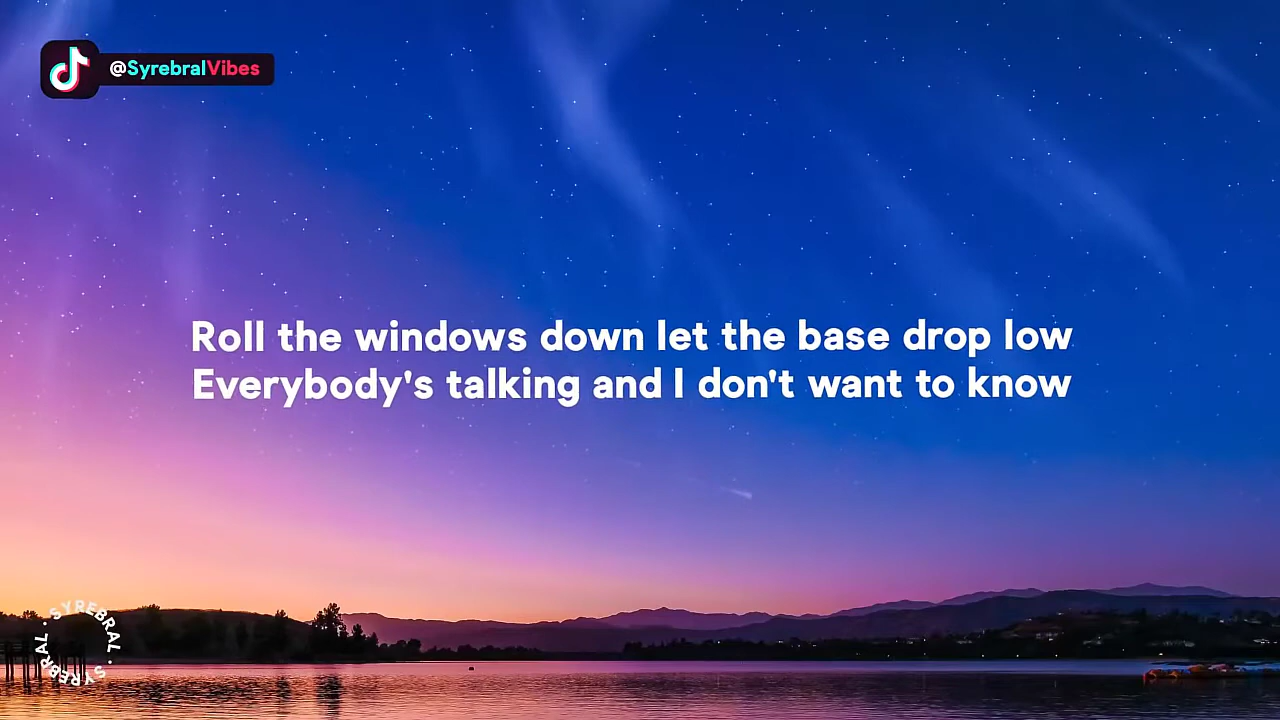 @SyrebralVibes
Roll the windows down let the base drop low
Everybody's talking and I don't want to know
SYREBRAL · SYREBRAL ·